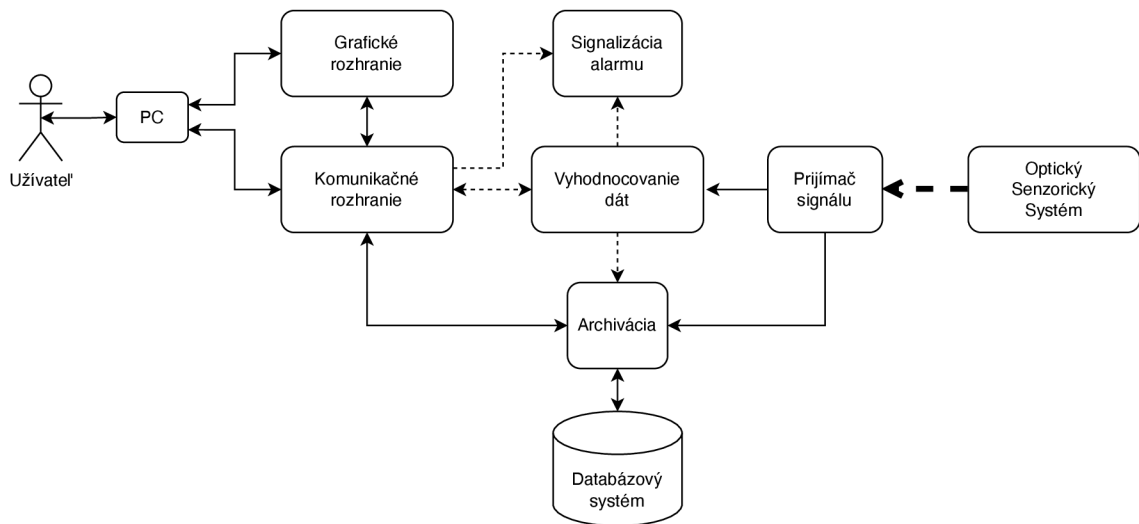 Grafické
rozhranie
Signalizácia
alarmu
PC
Užívateľ
Komunikačné
rozhranie
Vyhodnocovanie
dát
Prijímač
signálu
Optický
Senzorický
Systém
Archivácia
Databázový
systém